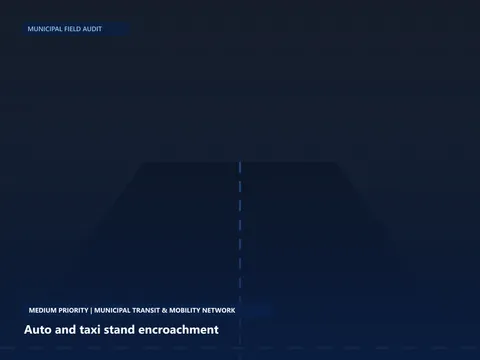 MUNICIPAL FIELD AUDIT
MEDIUM PRIORITY | MUNICIPAL TRANSIT & MOBILITY NETWORK
Auto and taxi stand encroachment